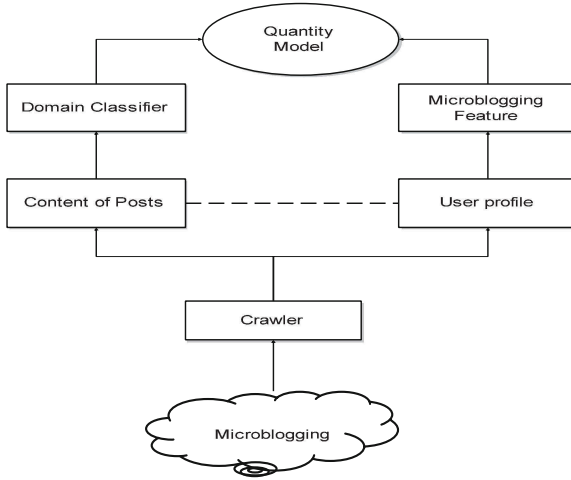 Quantity
Model
Domain Classifier
Microblogging
Feature
Content of Posts
User profile
Crawler
Microblogging